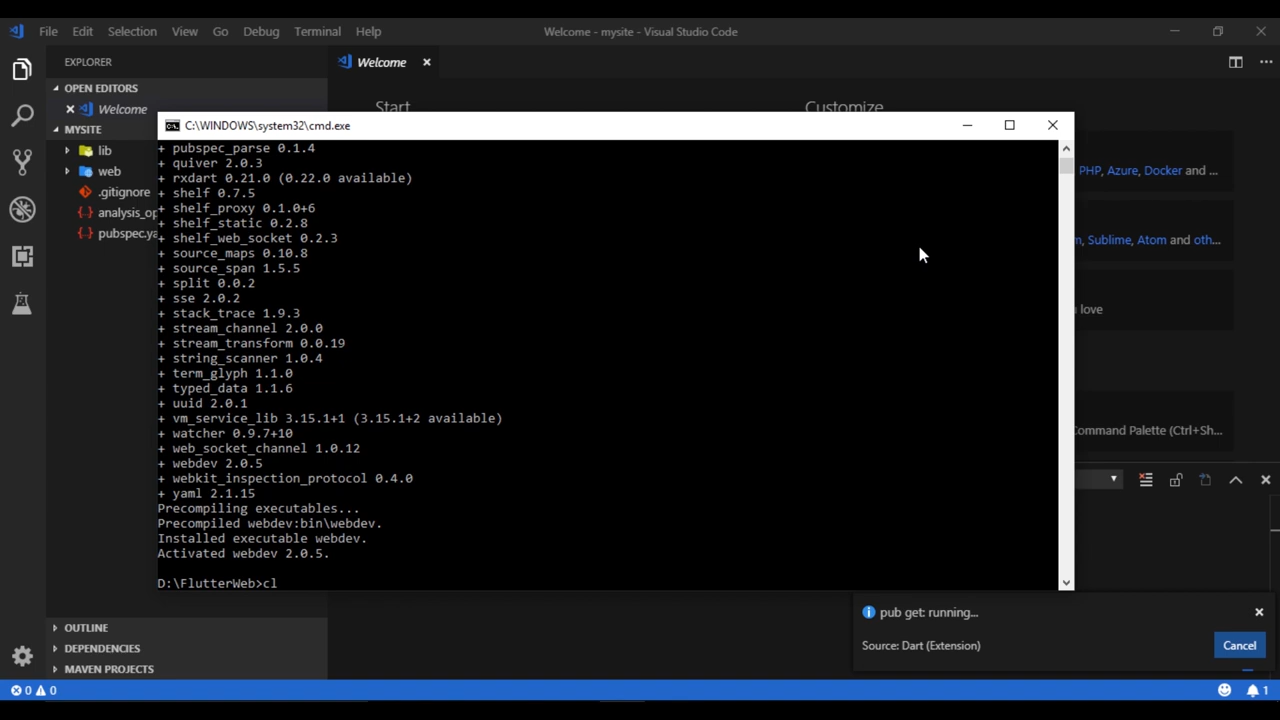 File Edit Selection View Go Debug Terminal Help
Welcome - mysite - Visual Studio Code
EXPLORER
Welcome
OPEN EDITORS
Welcome
MYSITE
lib
web
.gitignore
analysis_op
pubspec.ya
Start
Customize
C:\WINDOWS\system32\cmd.exe
+ pubspec_parse 0.1.4
+ quiver 2.0.3
+ rxdart 0.21.0 (0.22.0 available)
+ shelf 0.7.5
+ shelf_proxy 0.1.0+6
+ shelf_static 0.2.8
+ shelf_web_socket 0.2.3
+ source_maps 0.10.8
+ source_span 1.5.5
+ split 0.0.2
+ sse 2.0.2
+ stack_trace 1.9.3
+ stream_channel 2.0.0
+ stream_transform 0.0.19
+ string_scanner 1.0.4
+ term_glyph 1.1.0
+ typed_data 1.1.6
+ uuid 2.0.1
+ vm_service_lib 3.15.1+1 (3.15.1+2 available)
+ watcher 0.9.7+10
+ web_socket_channel 1.0.12
+ webdev 2.0.5
+ webkit_inspection_protocol 0.4.0
+ yaml 2.1.15
Precompiling executables...
Precompiled webdev:bin\webdev.
Installed executable webdev.
Activated webdev 2.0.5.
D:\FlutterWeb>cl
PHP, Azure, Docker and ...
, Sublime, Atom and oth...
love
Command Palette (Ctrl+Sh...
pub get: running...
Source: Dart (Extension)
Cancel
OUTLINE
DEPENDENCIES
MAVEN PROJECTS
0 0
1